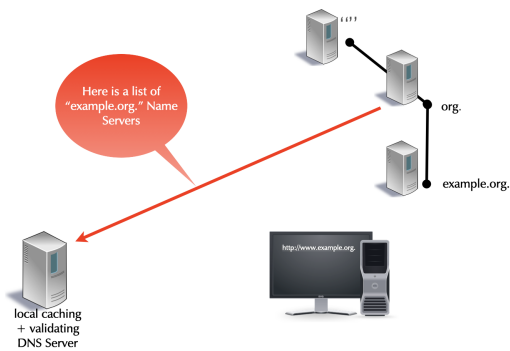 “”
Here is a list of
“example.org.” Name
Servers
org.
example.org.
http://www.example.org.
local caching
+ validating
DNS Server